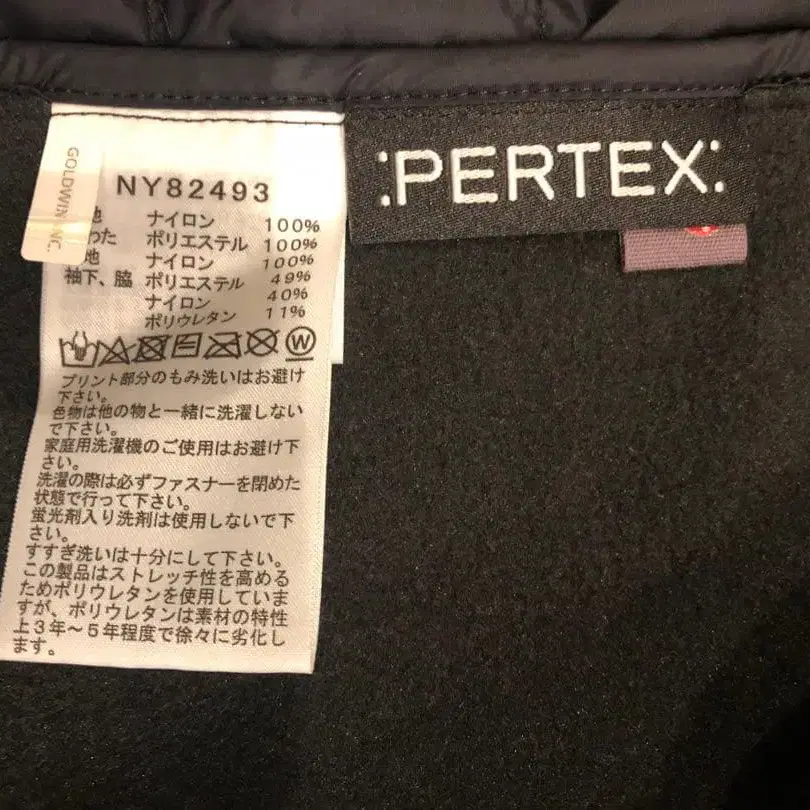 GOLDWIN INC.
NY82493
地 ナイロン 100%
わた ポリエステル 100%
地 ナイロン 100%
袖下、脇 ポリエステル 49%
ナイロン 40%
ポリウレタン 11%
W
プリント部分のもみ洗いはお避け
下さい。
色物は他の物と一緒に洗濯しない
で下さい。
家庭用洗濯機のご使用はお避け下
さい。
洗濯の際は必ずファスナーを閉めた
状態で行って下さい。
蛍光剤入り洗剤は使用しないで下
さい。
すすぎ洗いは十分にして下さい。
この製品はストレッチ性を高める
ためポリウレタンを使用していま
すが、ポリウレタンは素材の特性
上3年〜5年程度で徐々に劣化し
ます。
:PERTEX: